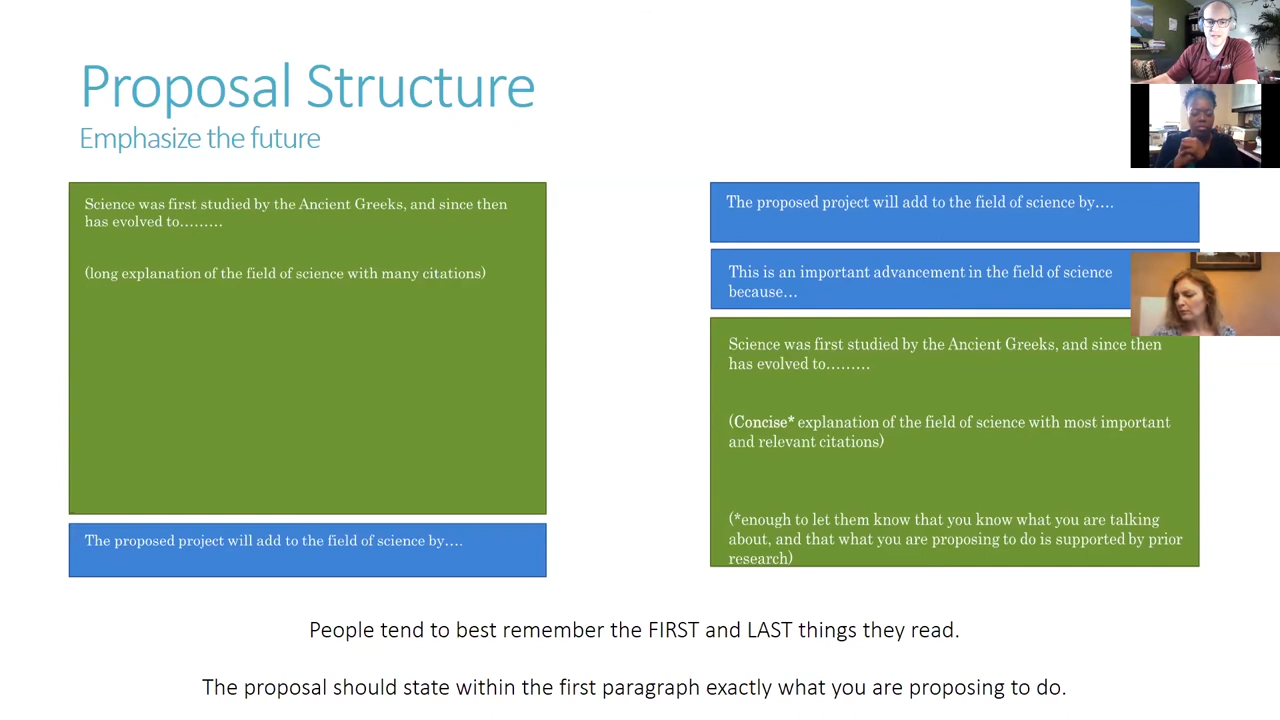 Proposal Structure
Emphasize the future
Science was first studied by the Ancient Greeks, and since then
has evolved to………
(long explanation of the field of science with many citations)
The proposed project will add to the field of science by….
The proposed project will add to the field of science by….
This is an important advancement in the field of science
because…
Science was first studied by the Ancient Greeks, and since then
has evolved to………
(Concise* explanation of the field of science with most important
and relevant citations)
(*enough to let them know that you know what you are talking
about, and that what you are proposing to do is supported by prior
research)
People tend to best remember the FIRST and LAST things they read.
The proposal should state within the first paragraph exactly what you are proposing to do.